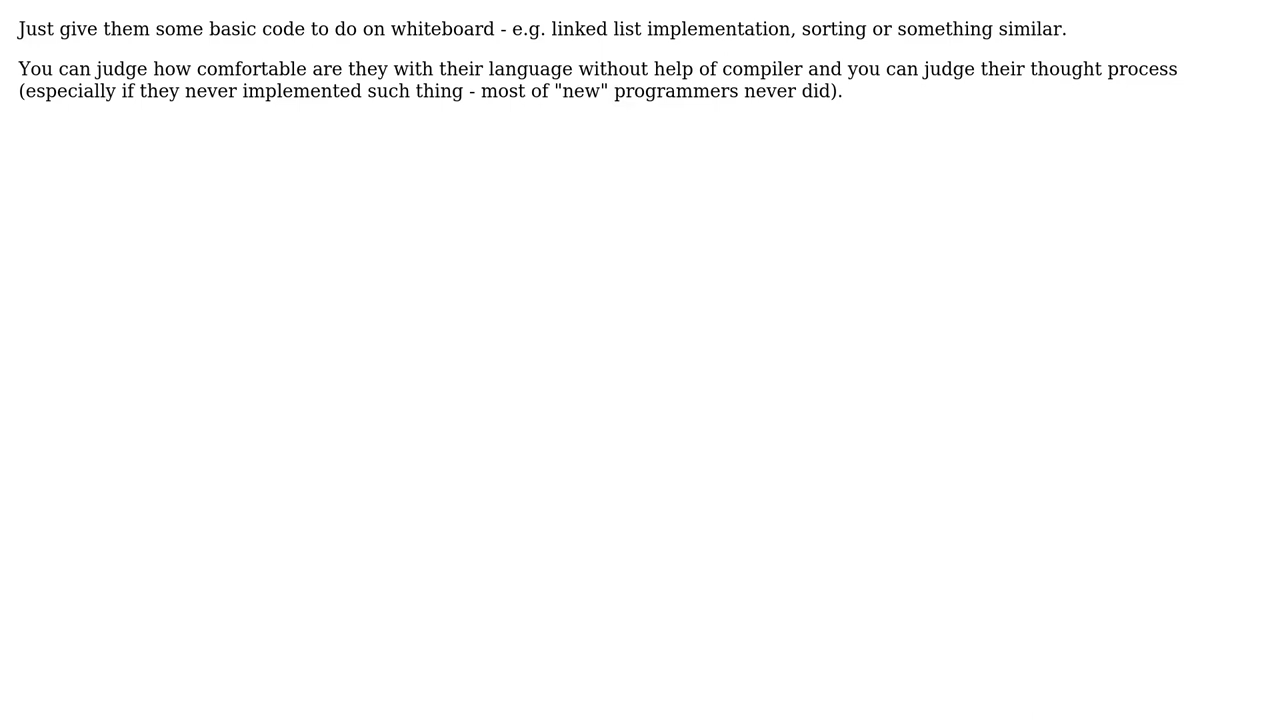 Just give them some basic code to do on whiteboard - e.g. linked list implementation, sorting or something similar.
You can judge how comfortable are they with their language without help of compiler and you can judge their thought process
(especially if they never implemented such thing - most of "new" programmers never did).